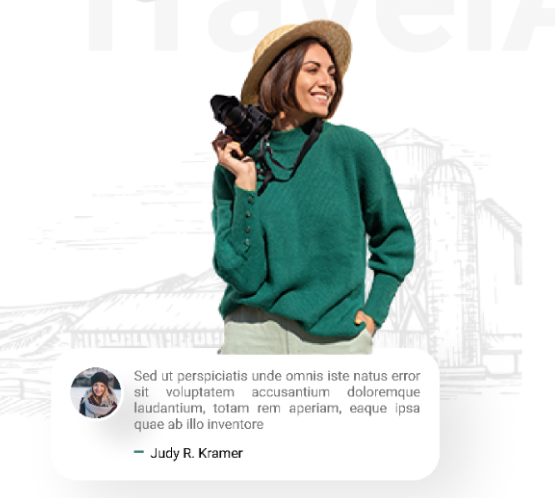 TravelA
Sed ut perspiciatis unde omnis iste natus error
sit voluptatem accusantium doloremque
laudantium, totam rem aperiam, eaque ipsa
quae ab illo inventore
Judy R. Kramer